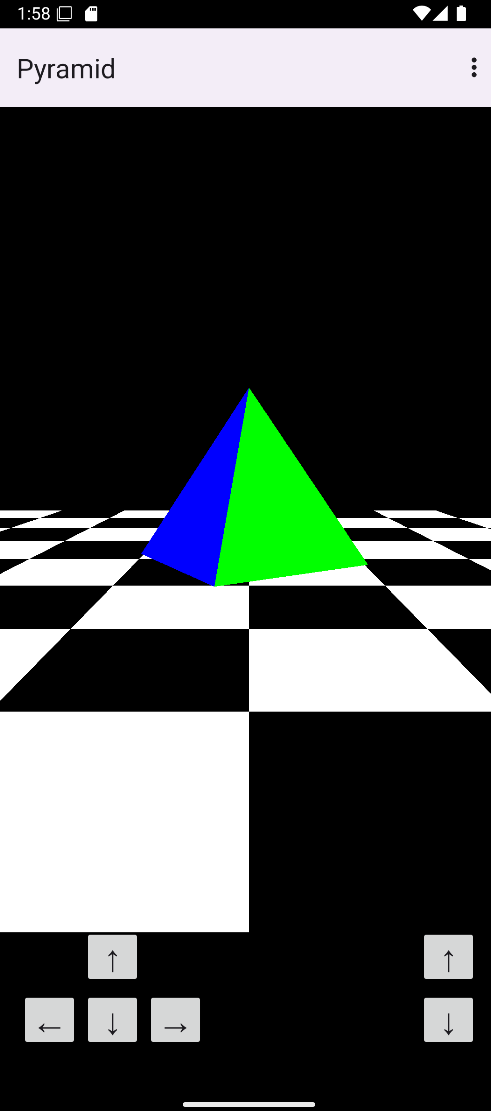 1:58
Pyramid
↑ ↑
← ↓ → ↓